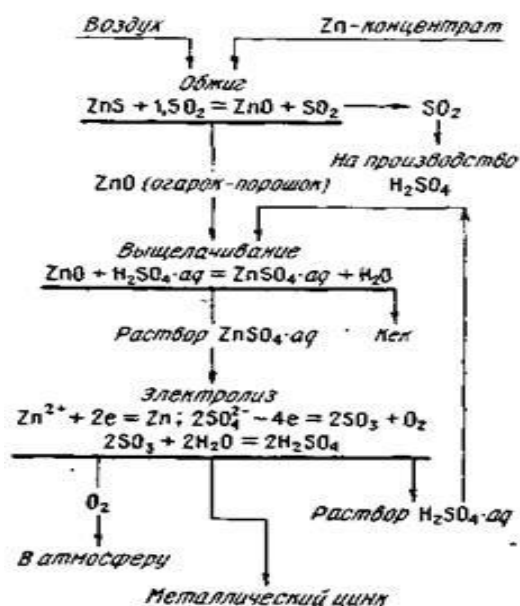 Воздух
Zn-концентрат
Обжиг
ZnS + 1,5O₂ = ZnO + SO₂
SO₂
На производство
H₂SO₄
ZnO (огарок-порошок)
Выщелачивание
ZnO + H₂SO₄·aq = ZnSO₄·aq + H₂O
Раствор ZnSO₄·aq
Кек
Электролиз
Zn²⁺ + 2e = Zn; 2SO₄²⁻ − 4e = 2SO₃ + O₂
2SO₃ + 2H₂O = 2H₂SO₄
O₂
Раствор H₂SO₄·aq
В атмосферу
Металлический цинк